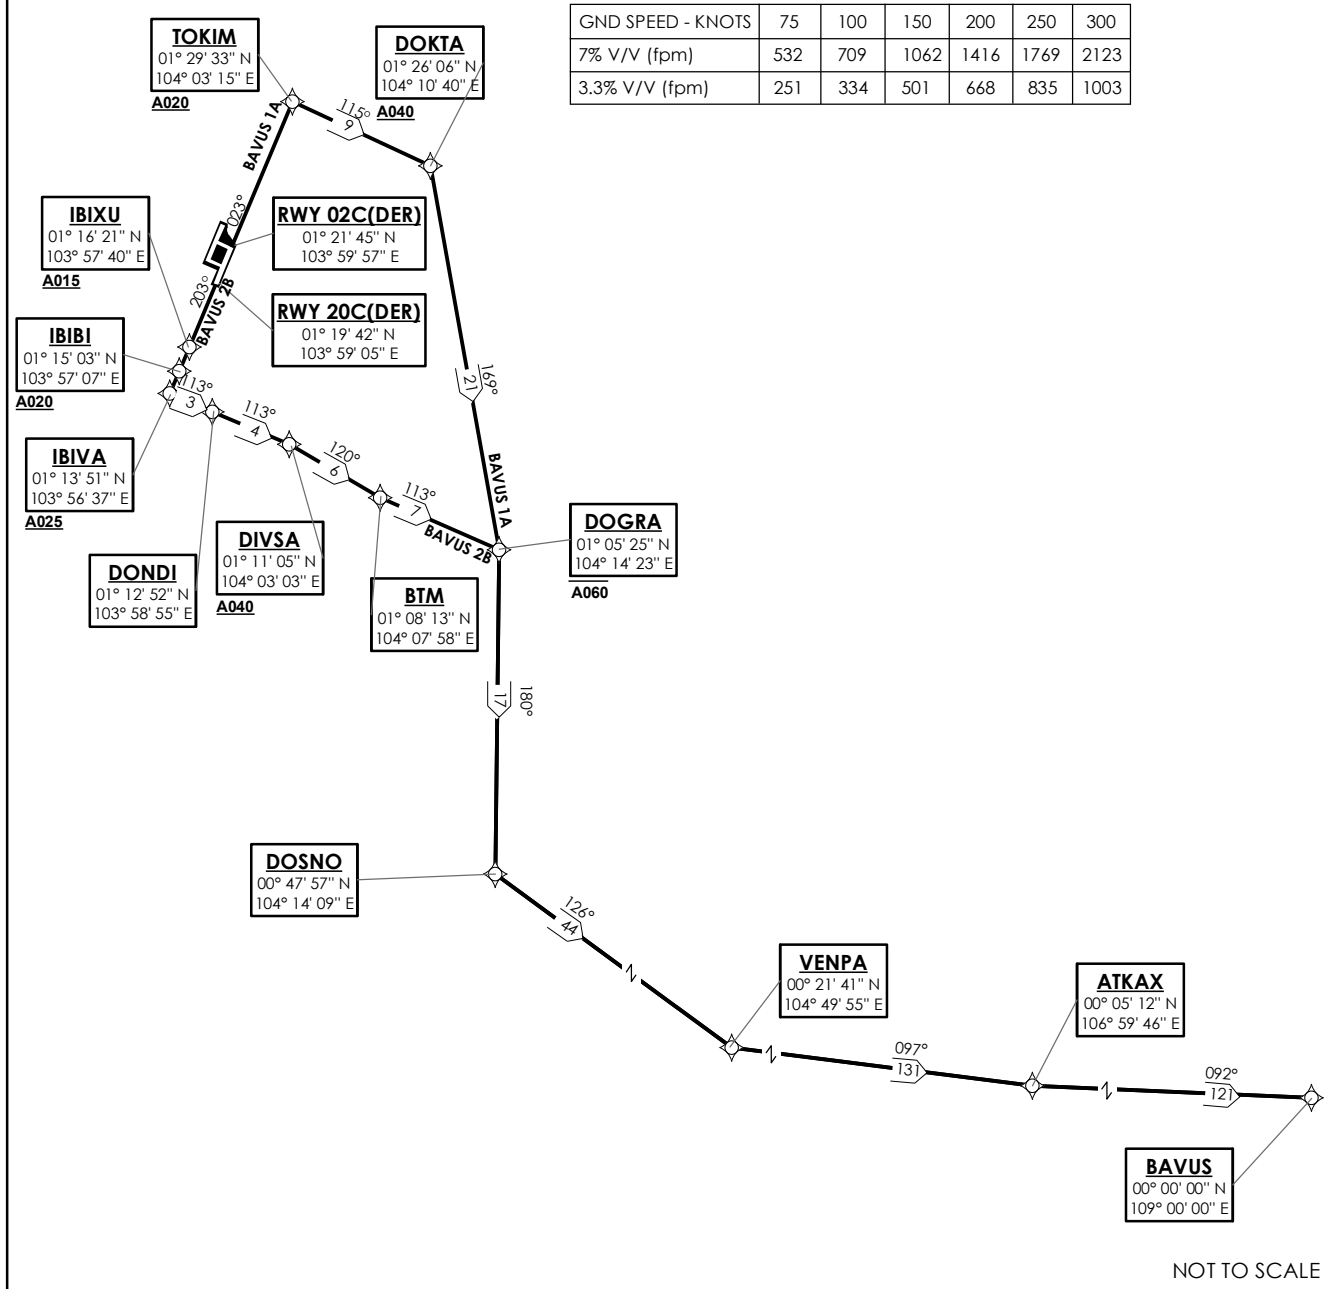 GND SPEED - KNOTS 75 100 150 200 250 300
7% V/V (fpm) 532 709 1062 1416 1769 2123
3.3% V/V (fpm) 251 334 501 668 835 1003
TOKIM
01° 29' 33" N
104° 03' 15" E
A020
DOKTA
01° 26' 06" N
104° 10' 40" E
A040
115°
9
BAVUS 1A
023°
IBIXU
01° 16' 21" N
103° 57' 40" E
A015
RWY 02C(DER)
01° 21' 45" N
103° 59' 57" E
203°
BAVUS 2B
RWY 20C(DER)
01° 19' 42" N
103° 59' 05" E
IBIBI
01° 15' 03" N
103° 57' 07" E
A020
113°
3
113°
4
120°
6
113°
7
BAVUS 2B
169°
21
BAVUS 1A
IBIVA
01° 13' 51" N
103° 56' 37" E
A025
DONDI
01° 12' 52" N
103° 58' 55" E
DIVSA
01° 11' 05" N
104° 03' 03" E
A040
BTM
01° 08' 13" N
104° 07' 58" E
DOGRA
01° 05' 25" N
104° 14' 23" E
A060
180°
17
DOSNO
00° 47' 57" N
104° 14' 09" E
126°
44
VENPA
00° 21' 41" N
104° 49' 55" E
097°
131
ATKAX
00° 05' 12" N
106° 59' 46" E
092°
121
BAVUS
00° 00' 00" N
109° 00' 00" E
NOT TO SCALE